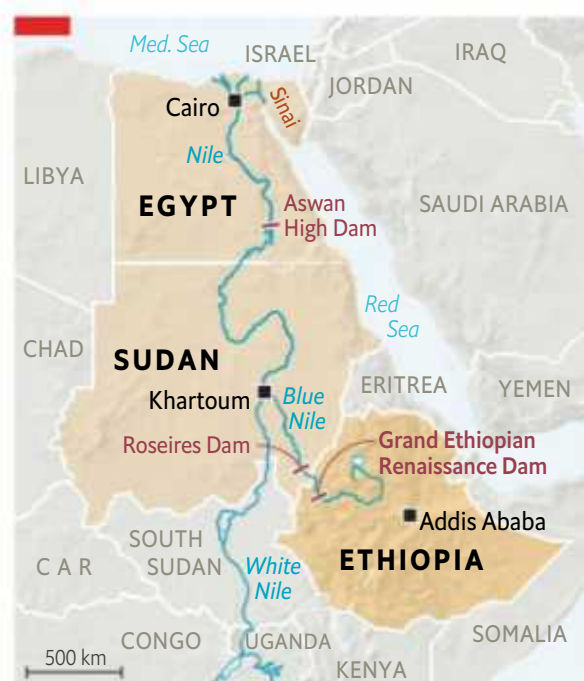 Med. Sea
ISRAEL
IRAQ
JORDAN
Cairo
Sinai
Nile
LIBYA
EGYPT
Aswan
High Dam
SAUDI ARABIA
Red
Sea
CHAD
SUDAN
Khartoum
Blue
Nile
ERITREA
YEMEN
Roseires Dam
Grand Ethiopian
Renaissance Dam
Addis Ababa
ETHIOPIA
SOUTH
SUDAN
CAR
White
Nile
CONGO
UGANDA
SOMALIA
KENYA
500 km